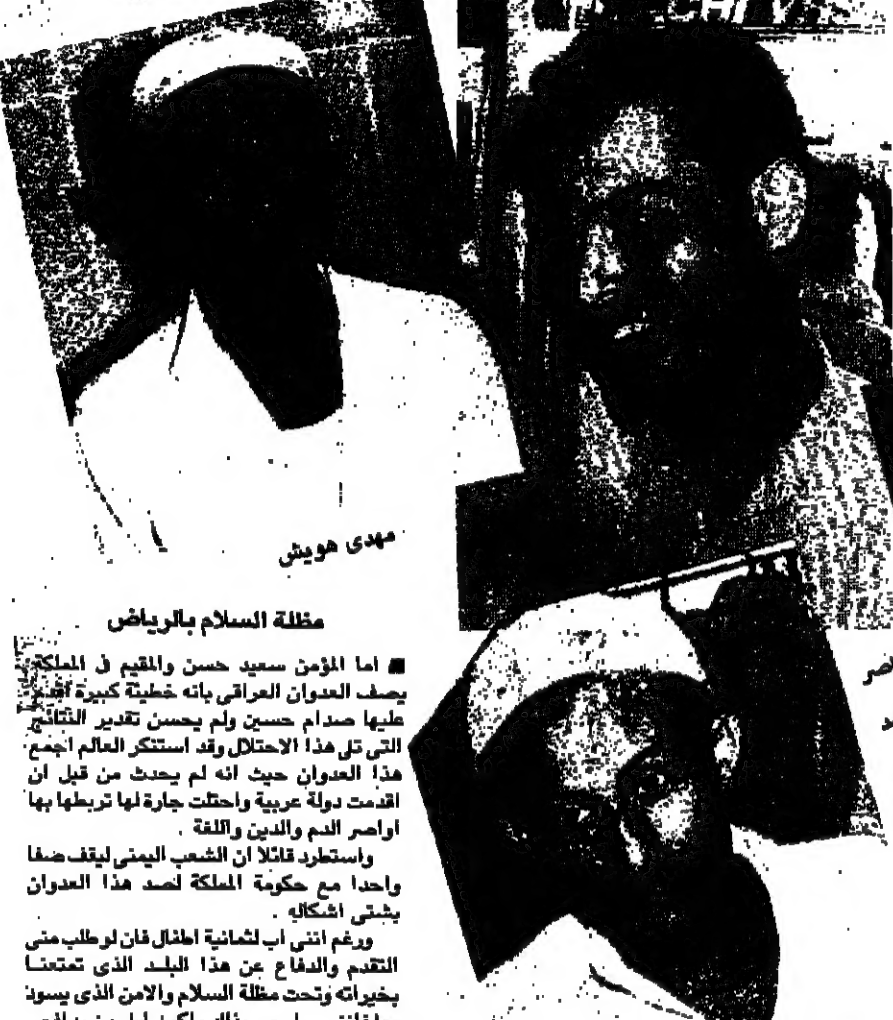 مهدى هويش
مظلة السلام بالرياض
■ اما المؤمن سعيد حسن والمقيم في المملكة
يصف العدوان العراقي بانه خطيئة كبيرة اقدم
عليها صدام حسين ولم يحسن تقدير النتائج
التى تلى هذا الاحتلال وقد استنكر العالم اجمع
هذا العدوان حيث انه لم يحدث من قبل ان
اقدمت دولة عربية واحتلت جارة لها تربطها بها
اواصر الدم والدين واللغة .
واستطرد قائلا ان الشعب اليمنى ليقف صفا
واحدا مع حكومة المملكة لصد هذا العدوان
بشتى اشكاله .
ورغم اننى اب لثمانية اطفال فان لو طلب منى
التقدم والدفاع عن هذا البلد الذى تمتعنا
بخيراته وتحت مظلة السلام والامن الذى يسود